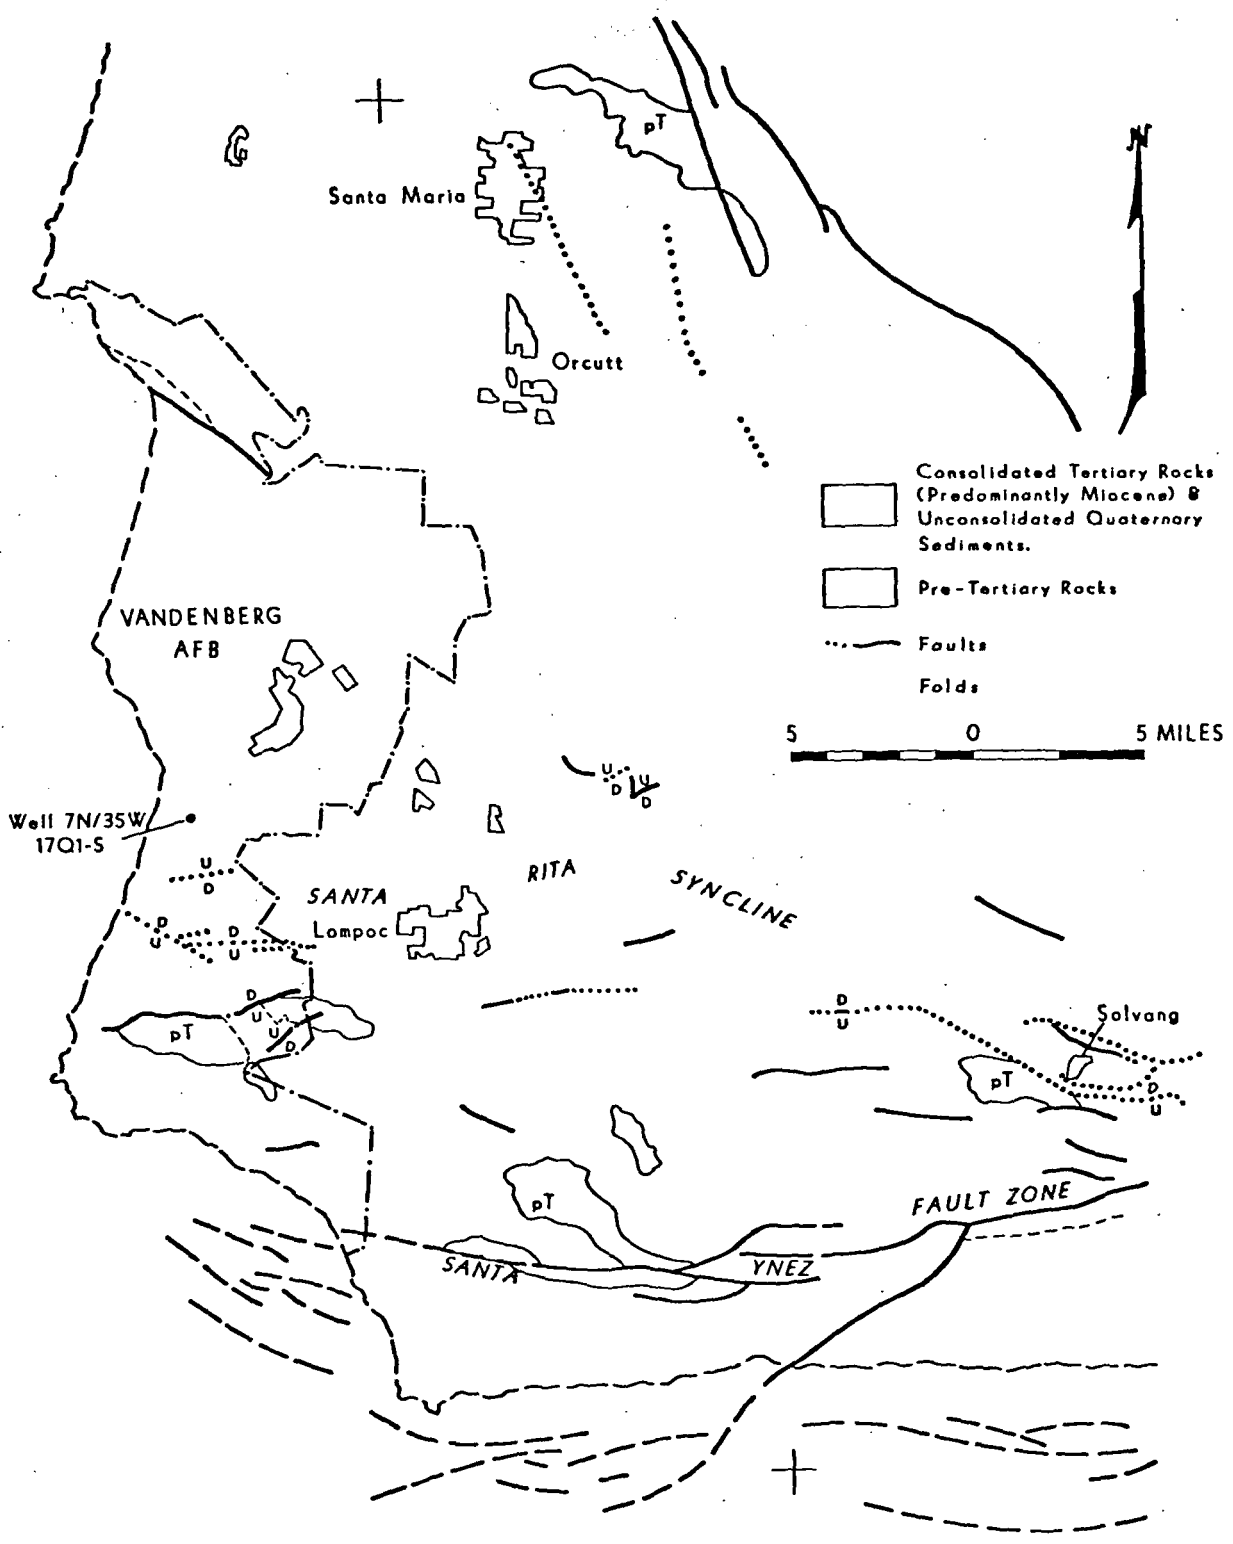 N
pT
Santa Maria
Orcutt
Consolidated Tertiary Rocks
(Predominantly Miocene) &
Unconsolidated Quaternary
Sediments.
Pre-Tertiary Rocks
Faults
Folds
5 0 5 MILES
VANDENBERG
AFB
U
D
U
D
Well 7N/35W
17Q1-S
U
D
SANTA RITA SYNCLINE
Lompoc
D
U
D
U
D
U
U
D
pT
D
U
Solvang
pT
D
U
pT
SANTA YNEZ FAULT ZONE